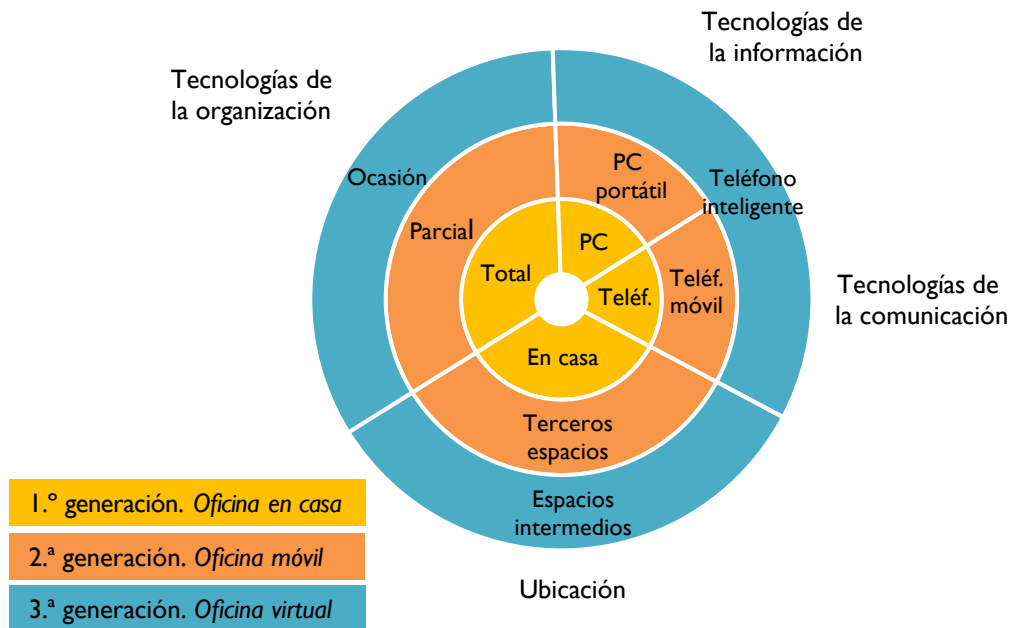 Tecnologías de
la información
Tecnologías de
la organización
Ocasión
PC
portátil
Teléfono
inteligente
Parcial
PC
Total
Teléf.
Teléf.
móvil
Tecnologías de
la comunicación
En casa
Terceros
espacios
Espacios
intermedios
Ubicación
1.º generación. Oficina en casa
2.ª generación. Oficina móvil
3.ª generación. Oficina virtual